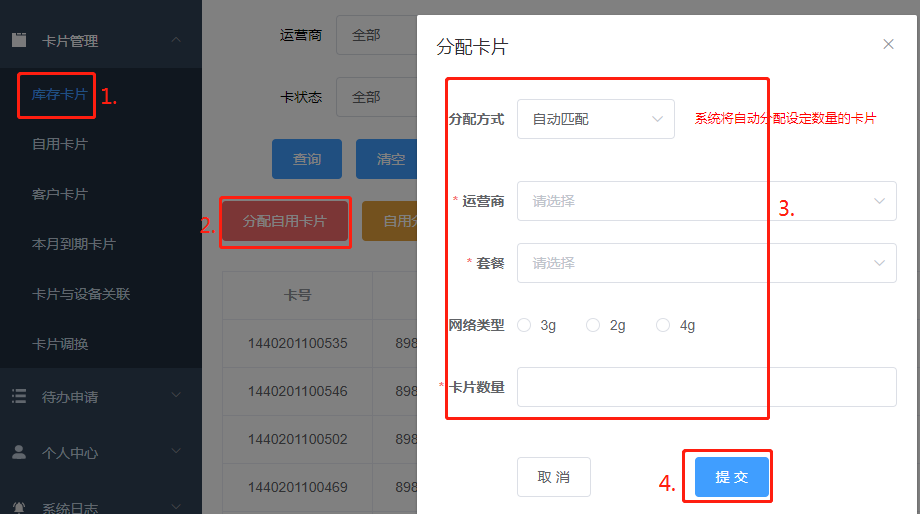 卡片管理
库存卡片
1.
自用卡片
客户卡片
本月到期卡片
卡片与设备关联
卡片调换
待办申请
个人中心
系统日志
运营商
全部
卡状态
全部
查询
清空
2.
分配自用卡片
卡号
1440201100535
898
1440201100546
898
1440201100502
898
1440201100469
898
分配卡片
分配方式
自动匹配
系统将自动分配设定数量的卡片
* 运营商
请选择
3.
* 套餐
请选择
网络类型
3g
2g
4g
* 卡片数量
取 消
4.
提 交